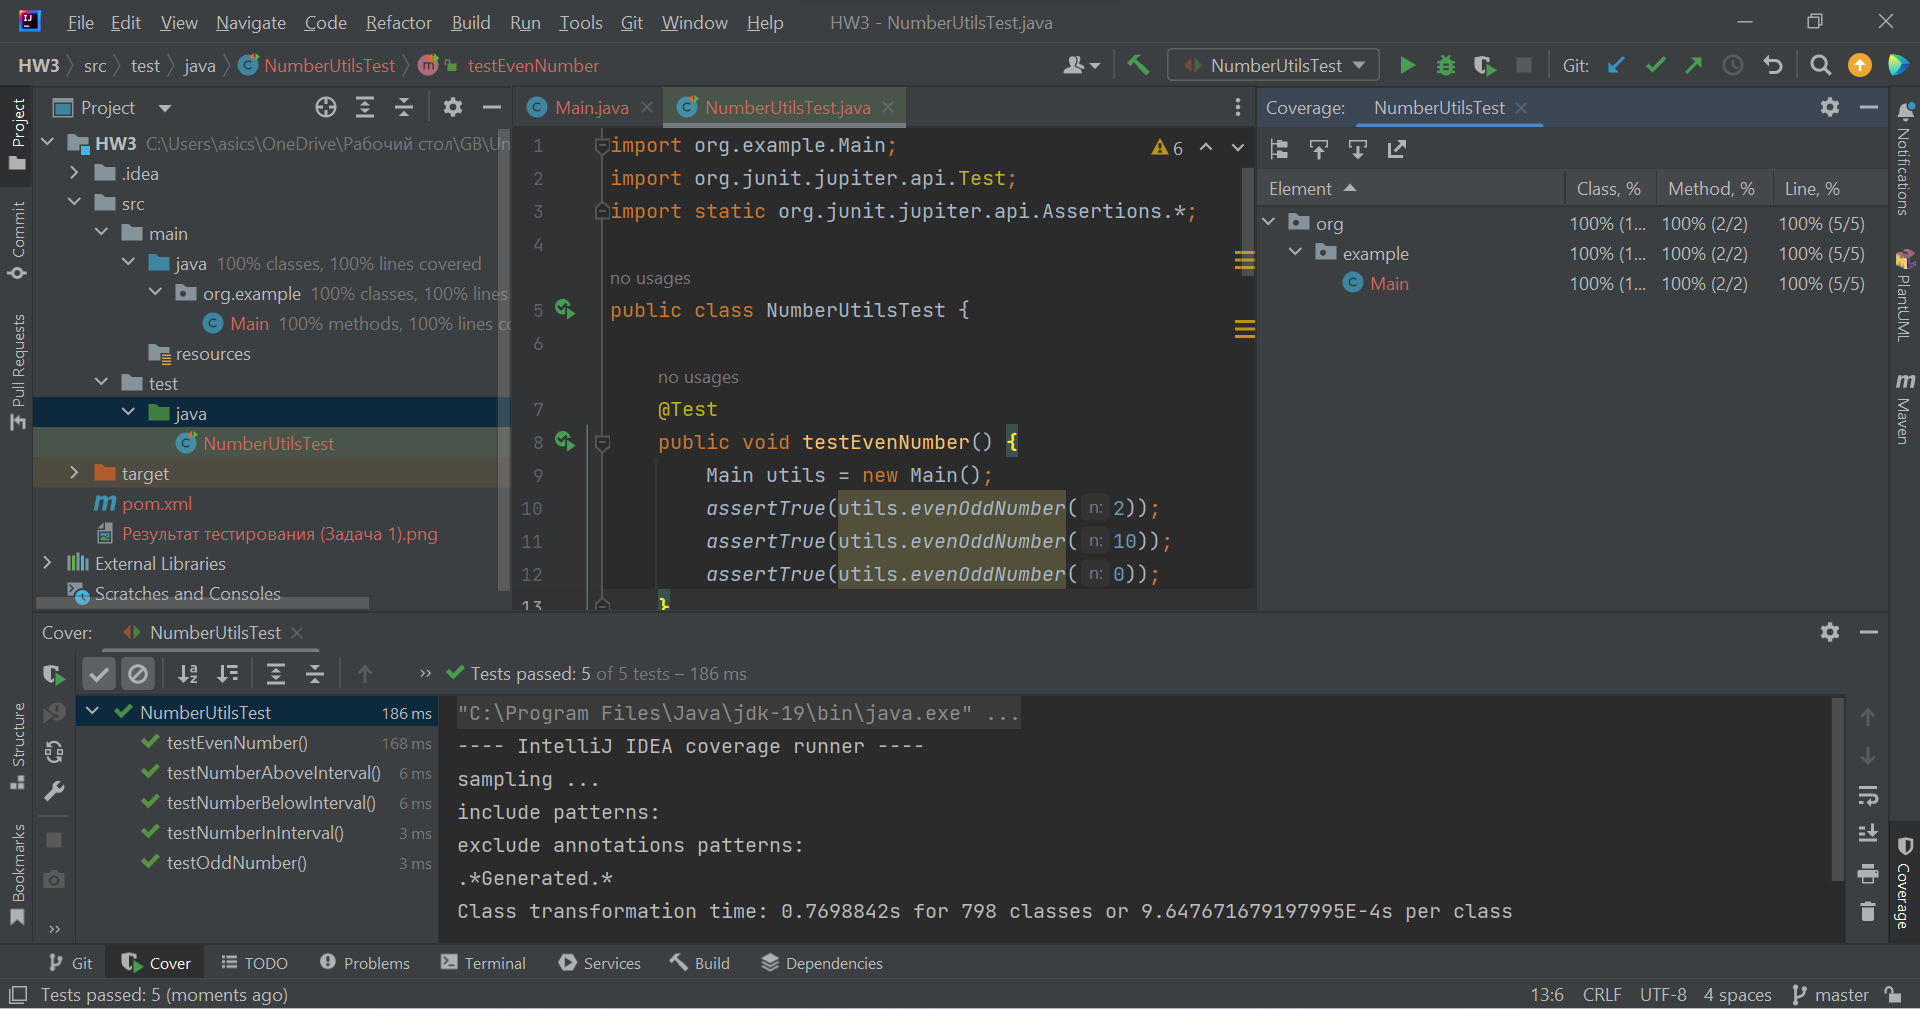 File Edit View Navigate Code Refactor Build Run Tools Git Window Help HW3 - NumberUtilsTest.java
HW3 src test java NumberUtilsTest testEvenNumber NumberUtilsTest Git:
Project
Main.java NumberUtilsTest.java
Coverage: NumberUtilsTest
HW3 C:\Users\asics\OneDrive\Рабочий стол\GB\Un
.idea
src
main
java 100% classes, 100% lines covered
org.example 100% classes, 100% lines
Main 100% methods, 100% lines co
resources
test
java
NumberUtilsTest
target
pom.xml
Результат тестирования (Задача 1).png
External Libraries
Scratches and Consoles
6
1 import org.example.Main;
2 import org.junit.jupiter.api.Test;
3 import static org.junit.jupiter.api.Assertions.*;
4
no usages
5 public class NumberUtilsTest {
6
no usages
7 @Test
8 public void testEvenNumber() {
9 Main utils = new Main();
10 assertTrue(utils.evenOddNumber( n: 2));
11 assertTrue(utils.evenOddNumber( n: 10));
12 assertTrue(utils.evenOddNumber( n: 0));
13 }
Element Class, % Method, % Line, %
org 100% (1... 100% (2/2) 100% (5/5)
example 100% (1... 100% (2/2) 100% (5/5)
Main 100% (1... 100% (2/2) 100% (5/5)
Project
Commit
Pull Requests
Structure
Bookmarks
Notifications
PlantUML
Maven
Coverage
Cover: NumberUtilsTest
Tests passed: 5 of 5 tests – 186 ms
NumberUtilsTest 186 ms
testEvenNumber() 168 ms
testNumberAboveInterval() 6 ms
testNumberBelowInterval() 6 ms
testNumberInInterval() 3 ms
testOddNumber() 3 ms
"C:\Program Files\Java\jdk-19\bin\java.exe" ...
---- IntelliJ IDEA coverage runner ----
sampling ...
include patterns:
exclude annotations patterns:
.*Generated.*
Class transformation time: 0.7698842s for 798 classes or 9.647671679197995E-4s per class
Git Cover TODO Problems Terminal Services Build Dependencies
Tests passed: 5 (moments ago) 13:6 CRLF UTF-8 4 spaces master